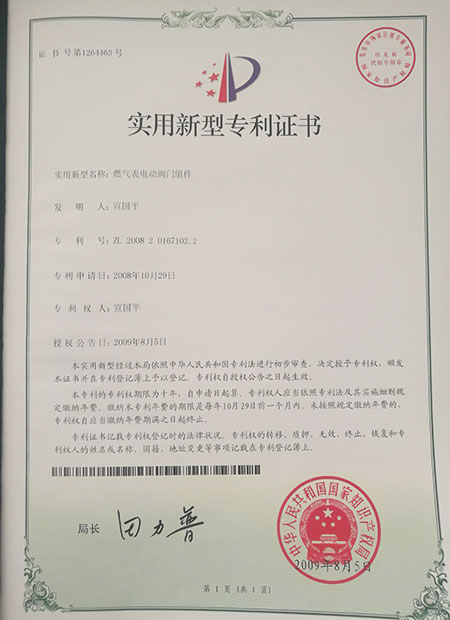 证 书 号 第1264463号
实用新型专利证书
实用新型名称：燃气表电动阀门组件
发 明 人：宣国平
专 利 号：ZL 2008 2 0167102.2
专利申请日：2008年10月29日
专 利 权 人：宣国平
授权公告日：2009年8月5日
本实用新型经过本局依照中华人民共和国专利法进行初步审查，决定授予专利权，颁发
本证书并在专利登记簿上予以登记。专利权自授权公告之日起生效。
本专利的专利权期限为十年，自申请日起算。专利权人应当依照专利法及其实施细则规
定缴纳年费。缴纳本专利年费的期限是每年10月29日前一个月内。未按照规定缴纳年费的，
专利权自应当缴纳年费期满之日起终止。
专利证书记载专利权登记时的法律状况。专利权的转移、质押、无效、终止、恢复和专
利权人的姓名或名称、国籍、地址变更等事项记载在专利登记簿上。
局长 田力普
中华人民共和国国家知识产权局
2009年8月5日
第 1 页（共 1 页）